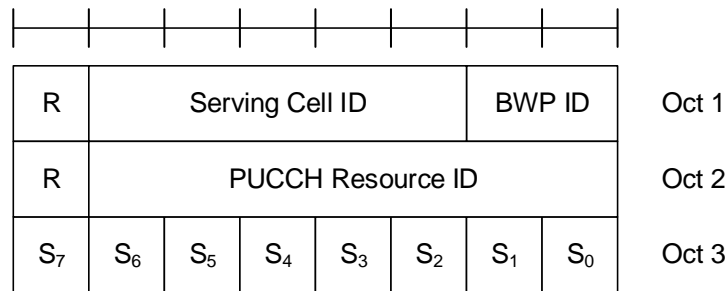 R Serving Cell ID BWP ID Oct 1
R PUCCH Resource ID Oct 2
S₇ S₆ S₅ S₄ S₃ S₂ S₁ S₀ Oct 3